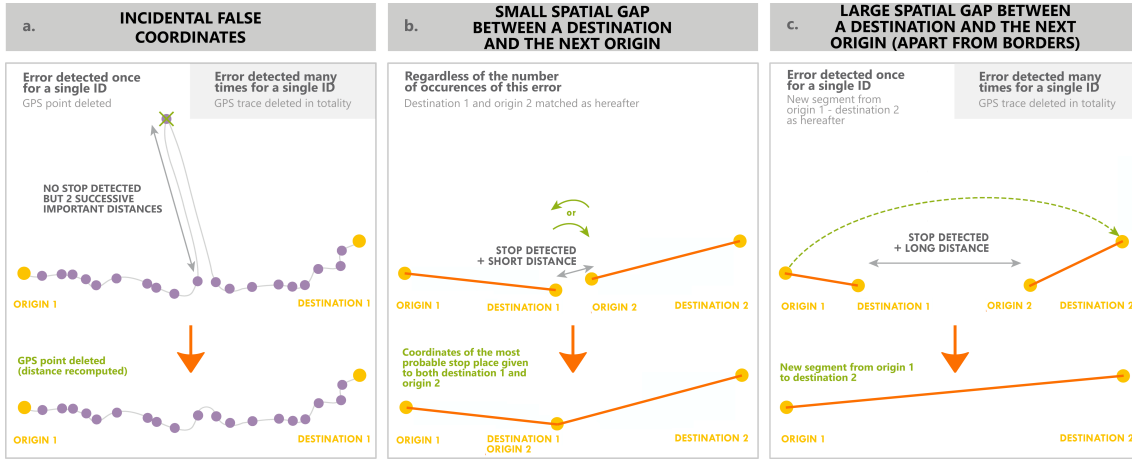 a.
INCIDENTAL FALSE
COORDINATES
Error detected once
for a single ID
GPS point deleted
Error detected many
times for a single ID
GPS trace deleted in totality
NO STOP DETECTED
BUT 2 SUCCESSIVE
IMPORTANT DISTANCES
ORIGIN 1
DESTINATION 1
GPS point deleted
(distance recomputed)
ORIGIN 1
DESTINATION 1
b.
SMALL SPATIAL GAP
BETWEEN A DESTINATION
AND THE NEXT ORIGIN
Regardless of the number
of occurences of this error
Destination 1 and origin 2 matched as hereafter
or
STOP DETECTED
+ SHORT DISTANCE
ORIGIN 1
DESTINATION 1
ORIGIN 2
DESTINATION 2
Coordinates of the most
probable stop place given
to both destination 1 and
origin 2
ORIGIN 1
DESTINATION 1
ORIGIN 2
DESTINATION 2
c.
LARGE SPATIAL GAP BETWEEN
A DESTINATION AND THE NEXT
ORIGIN (APART FROM BORDERS)
Error detected once
for a single ID
New segment from
origin 1 - destination 2
as hereafter
Error detected many
times for a single ID
GPS trace deleted in totality
STOP DETECTED
+ LONG DISTANCE
ORIGIN 1
DESTINATION 1
ORIGIN 2
DESTINATION 2
New segment from origin 1
to destination 2
ORIGIN 1
DESTINATION 2